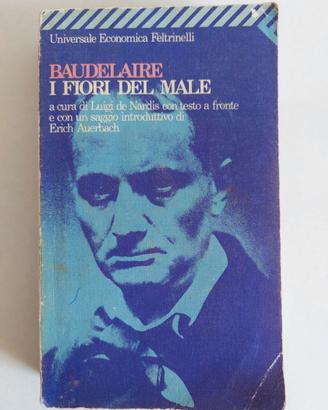 Universale Economica Feltrinelli
BAUDELAIRE
I FIORI DEL MALE
a cura di Luigi de Nardis con testo a fronte
e con un saggio introduttivo di
Erich Auerbach